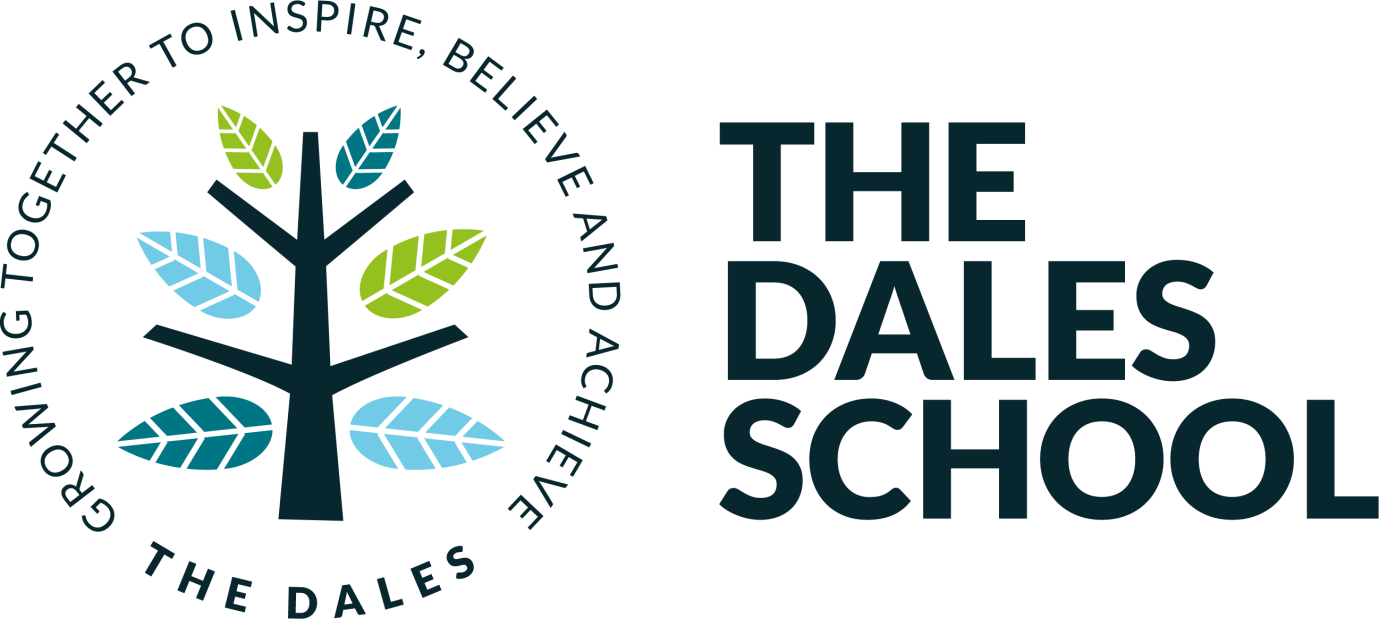 GROWING TOGETHER TO INSPIRE, BELIEVE AND ACHIEVE
THE DALES
THE
DALES
SCHOOL